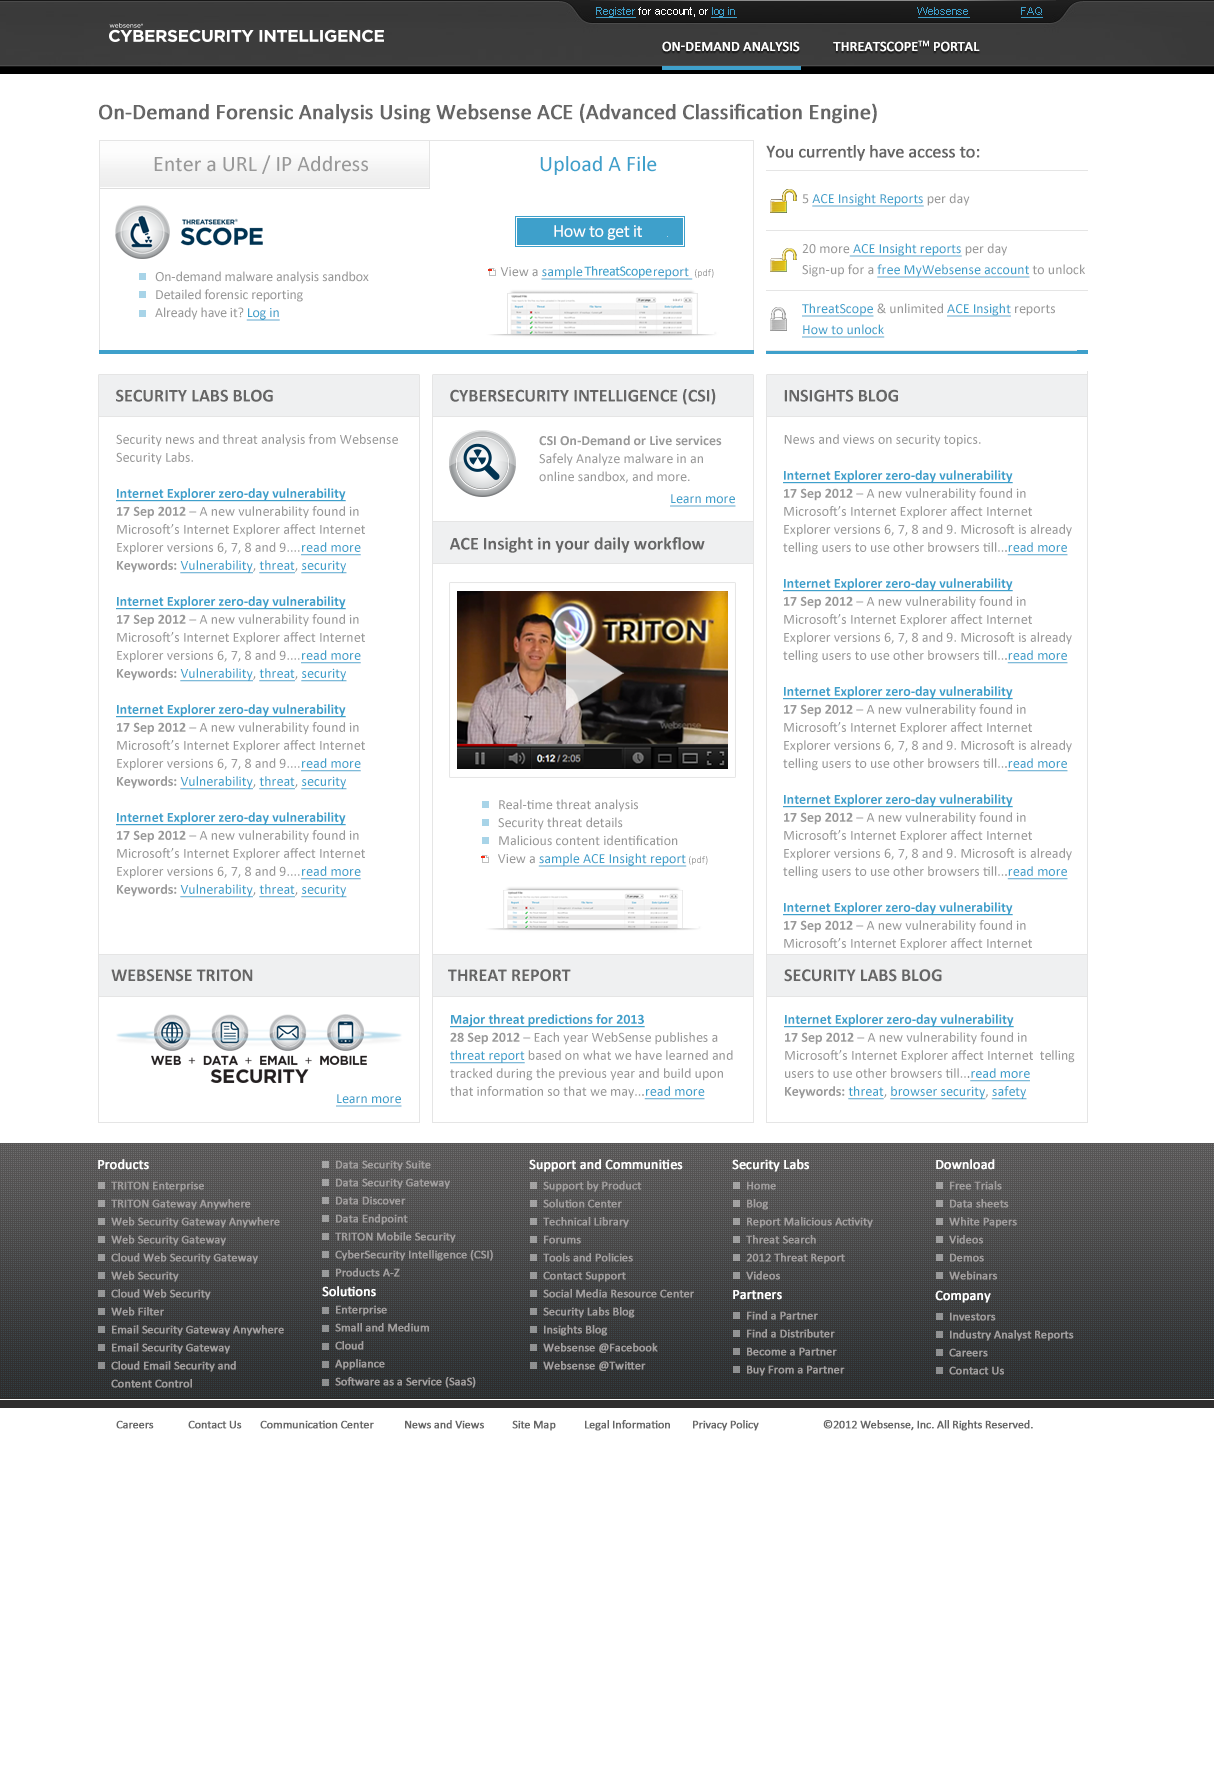 Register for account, or log in
Websense
FAQ
websense®
CYBERSECURITY INTELLIGENCE
ON-DEMAND ANALYSIS
THREATSCOPE™ PORTAL
On-Demand Forensic Analysis Using Websense ACE (Advanced Classification Engine)
Enter a URL / IP Address
Upload A File
THREATSEEKER®
SCOPE
On-demand malware analysis sandbox
Detailed forensic reporting
Already have it? Log in
How to get it
View a sample ThreatScope report (pdf)
You currently have access to:
5 ACE Insight Reports per day
20 more ACE Insight reports per day
Sign-up for a free MyWebsense account to unlock
ThreatScope & unlimited ACE Insight reports
How to unlock
SECURITY LABS BLOG
Security news and threat analysis from Websense
Security Labs.
Internet Explorer zero-day vulnerability
17 Sep 2012 – A new vulnerability found in
Microsoft's Internet Explorer affect Internet
Explorer versions 6, 7, 8 and 9....read more
Keywords: Vulnerability, threat, security
Internet Explorer zero-day vulnerability
17 Sep 2012 – A new vulnerability found in
Microsoft's Internet Explorer affect Internet
Explorer versions 6, 7, 8 and 9....read more
Keywords: Vulnerability, threat, security
Internet Explorer zero-day vulnerability
17 Sep 2012 – A new vulnerability found in
Microsoft's Internet Explorer affect Internet
Explorer versions 6, 7, 8 and 9....read more
Keywords: Vulnerability, threat, security
Internet Explorer zero-day vulnerability
17 Sep 2012 – A new vulnerability found in
Microsoft's Internet Explorer affect Internet
Explorer versions 6, 7, 8 and 9....read more
Keywords: Vulnerability, threat, security
CYBERSECURITY INTELLIGENCE (CSI)
CSI On-Demand or Live services
Safely Analyze malware in an
online sandbox, and more.
Learn more
ACE Insight in your daily workflow
TRITON™
websense
0:12 / 2:05
Real-time threat analysis
Security threat details
Malicious content identification
View a sample ACE Insight report (pdf)
INSIGHTS BLOG
News and views on security topics.
Internet Explorer zero-day vulnerability
17 Sep 2012 – A new vulnerability found in
Microsoft's Internet Explorer affect Internet
Explorer versions 6, 7, 8 and 9. Microsoft is already
telling users to use other browsers till...read more
Internet Explorer zero-day vulnerability
17 Sep 2012 – A new vulnerability found in
Microsoft's Internet Explorer affect Internet
Explorer versions 6, 7, 8 and 9. Microsoft is already
telling users to use other browsers till...read more
Internet Explorer zero-day vulnerability
17 Sep 2012 – A new vulnerability found in
Microsoft's Internet Explorer affect Internet
Explorer versions 6, 7, 8 and 9. Microsoft is already
telling users to use other browsers till...read more
Internet Explorer zero-day vulnerability
17 Sep 2012 – A new vulnerability found in
Microsoft's Internet Explorer affect Internet
Explorer versions 6, 7, 8 and 9. Microsoft is already
telling users to use other browsers till...read more
Internet Explorer zero-day vulnerability
17 Sep 2012 – A new vulnerability found in
Microsoft's Internet Explorer affect Internet
WEBSENSE TRITON
WEB + DATA + EMAIL + MOBILE
SECURITY
Learn more
THREAT REPORT
Major threat predictions for 2013
28 Sep 2012 – Each year WebSense publishes a
threat report based on what we have learned and
tracked during the previous year and build upon
that information so that we may...read more
SECURITY LABS BLOG
Internet Explorer zero-day vulnerability
17 Sep 2012 – A new vulnerability found in
Microsoft's Internet Explorer affect Internet telling
users to use other browsers till...read more
Keywords: threat, browser security, safety
Products
TRITON Enterprise
TRITON Gateway Anywhere
Web Security Gateway Anywhere
Web Security Gateway
Cloud Web Security Gateway
Web Security
Cloud Web Security
Web Filter
Email Security Gateway Anywhere
Email Security Gateway
Cloud Email Security and
Content Control
Data Security Suite
Data Security Gateway
Data Discover
Data Endpoint
TRITON Mobile Security
CyberSecurity Intelligence (CSI)
Products A-Z
Solutions
Enterprise
Small and Medium
Cloud
Appliance
Software as a Service (SaaS)
Support and Communities
Support by Product
Solution Center
Technical Library
Forums
Tools and Policies
Contact Support
Social Media Resource Center
Security Labs Blog
Insights Blog
Websense @Facebook
Websense @Twitter
Security Labs
Home
Blog
Report Malicious Activity
Threat Search
2012 Threat Report
Videos
Partners
Find a Partner
Find a Distributer
Become a Partner
Buy From a Partner
Download
Free Trials
Data sheets
White Papers
Videos
Demos
Webinars
Company
Investors
Industry Analyst Reports
Careers
Contact Us
Careers
Contact Us
Communication Center
News and Views
Site Map
Legal Information
Privacy Policy
©2012 Websense, Inc. All Rights Reserved.